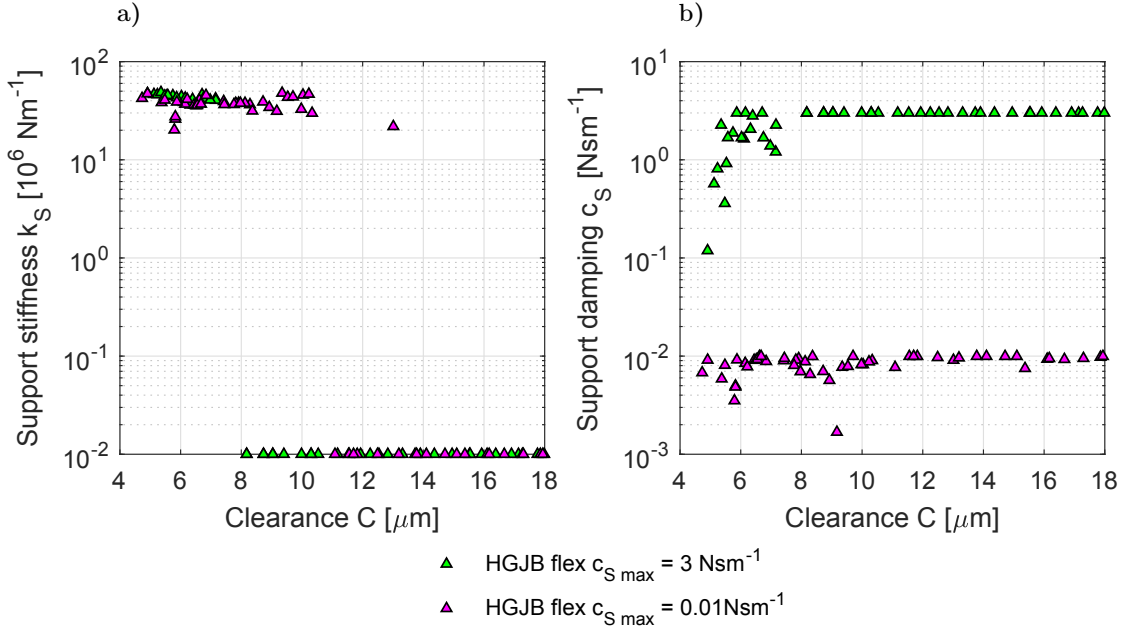 a)
b)
Support stiffness k_S [10^6 Nm^-1]
10^2
10^1
10^0
10^-1
10^-2
4 6 8 10 12 14 16 18
Clearance C [μm]
Support damping c_S [Nsm^-1]
10^1
10^0
10^-1
10^-2
10^-3
4 6 8 10 12 14 16 18
Clearance C [μm]
HGJB flex c_S max = 3 Nsm^-1
HGJB flex c_S max = 0.01Nsm^-1